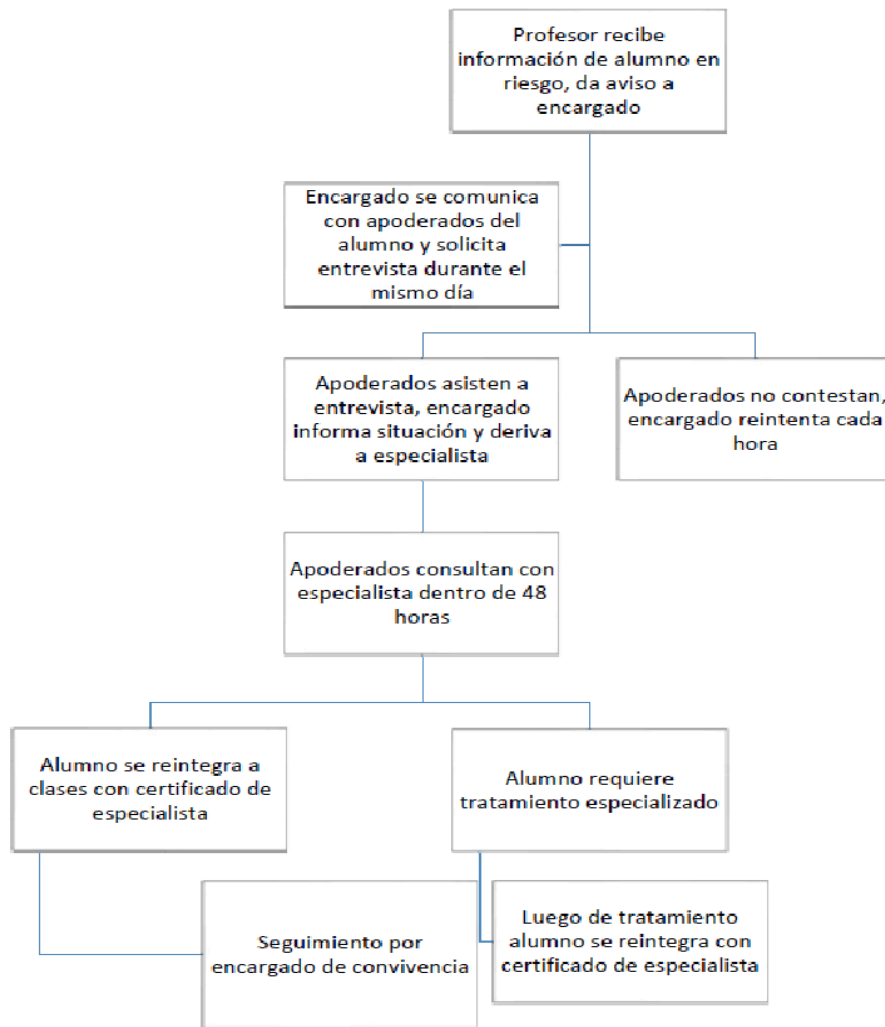 Profesor recibe
información de alumno en
riesgo, da aviso a
encargado
Encargado se comunica
con apoderados del
alumno y solicita
entrevista durante el
mismo día
Apoderados asisten a
entrevista, encargado
informa situación y deriva
a especialista
Apoderados no contestan,
encargado reintenta cada
hora
Apoderados consultan con
especialista dentro de 48
horas
Alumno se reintegra a
clases con certificado de
especialista
Alumno requiere
tratamiento especializado
Seguimiento por
encargado de convivencia
Luego de tratamiento
alumno se reintegra con
certificado de especialista